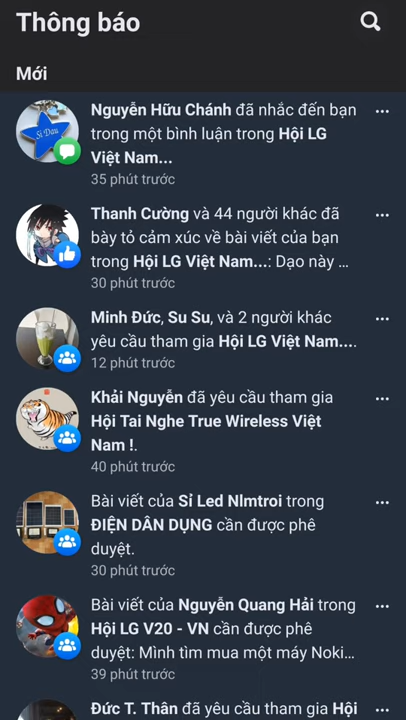 Thông báo
Mới
Nguyễn Hữu Chánh đã nhắc đến bạn
trong một bình luận trong Hội LG
Việt Nam...
35 phút trước
Thanh Cường và 44 người khác đã
bày tỏ cảm xúc về bài viết của bạn
trong Hội LG Việt Nam...: Dạo này ...
30 phút trước
Minh Đức, Su Su, và 2 người khác
yêu cầu tham gia Hội LG Việt Nam....
12 phút trước
Khải Nguyễn đã yêu cầu tham gia
Hội Tai Nghe True Wireless Việt
Nam !.
40 phút trước
Bài viết của Sỉ Led Nlmtroi trong
ĐIỆN DÂN DỤNG cần được phê
duyệt.
30 phút trước
Bài viết của Nguyễn Quang Hải trong
Hội LG V20 - VN cần được phê
duyệt: Mình tìm mua một máy Noki...
39 phút trước
Đức T. Thân đã yêu cầu tham gia Hội
Si Dau